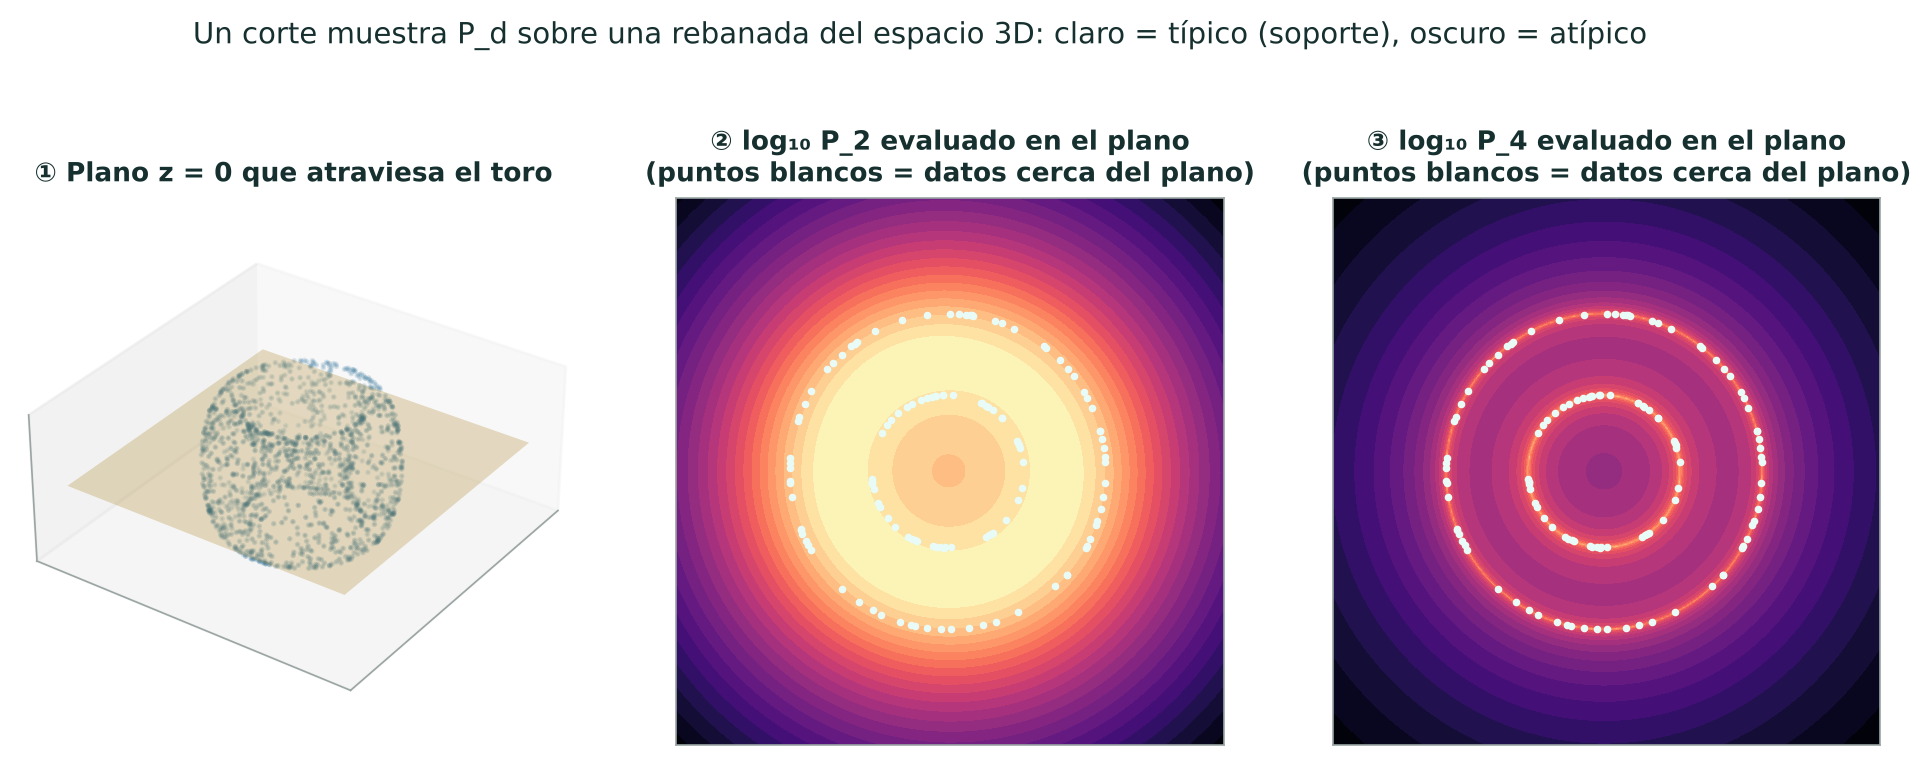 Un corte muestra P_d sobre una rebanada del espacio 3D: claro = típico (soporte), oscuro = atípico
① Plano z = 0 que atraviesa el toro
② log₁₀ P_2 evaluado en el plano
(puntos blancos = datos cerca del plano)
③ log₁₀ P_4 evaluado en el plano
(puntos blancos = datos cerca del plano)